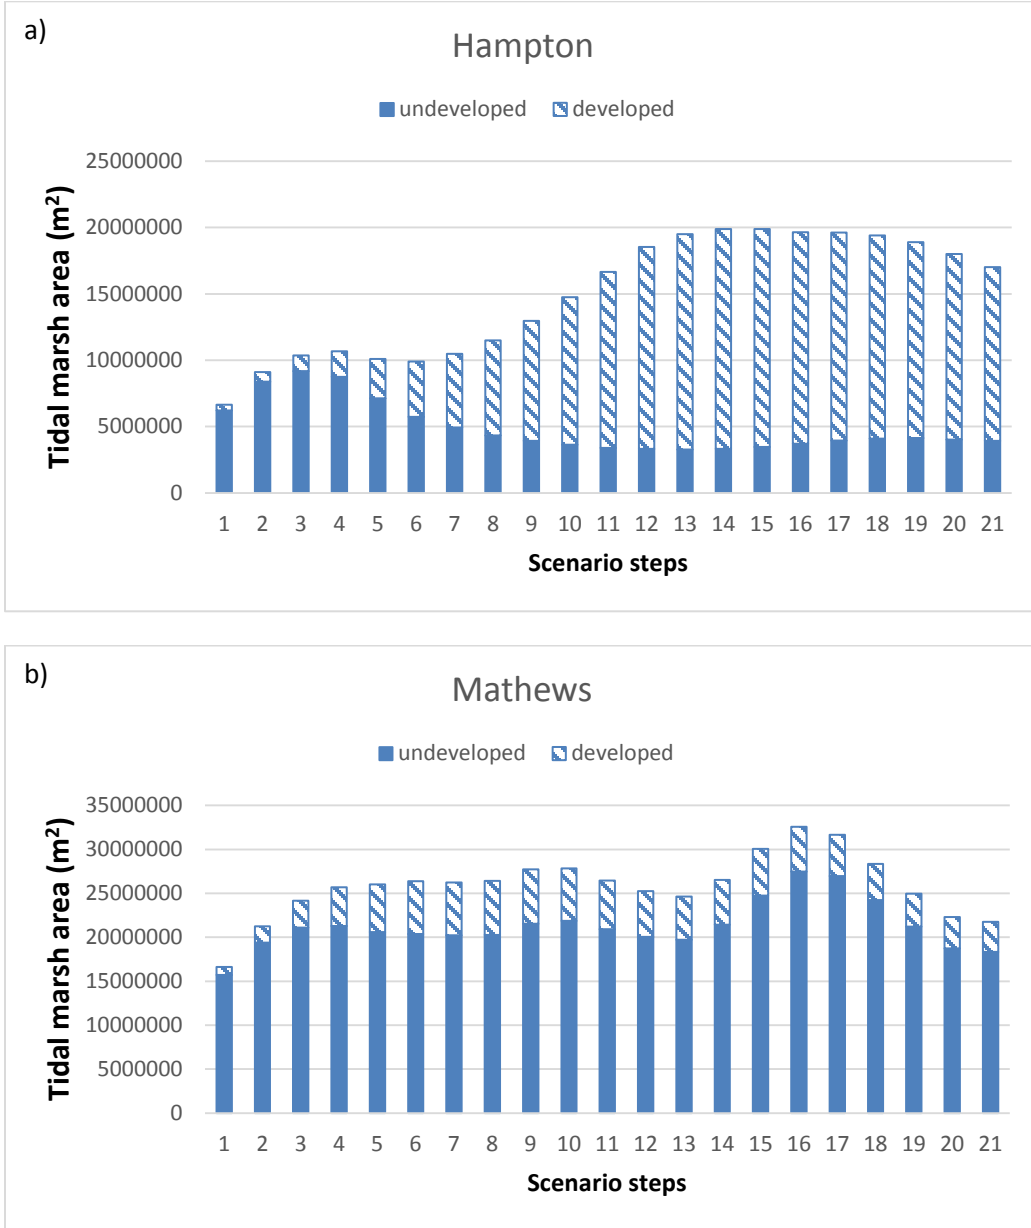 a)
Hampton
undeveloped developed
Tidal marsh area (m²)
25000000
20000000
15000000
10000000
5000000
0
1 2 3 4 5 6 7 8 9 10 11 12 13 14 15 16 17 18 19 20 21
Scenario steps
b)
Mathews
undeveloped developed
Tidal marsh area (m²)
35000000
30000000
25000000
20000000
15000000
10000000
5000000
0
1 2 3 4 5 6 7 8 9 10 11 12 13 14 15 16 17 18 19 20 21
Scenario steps